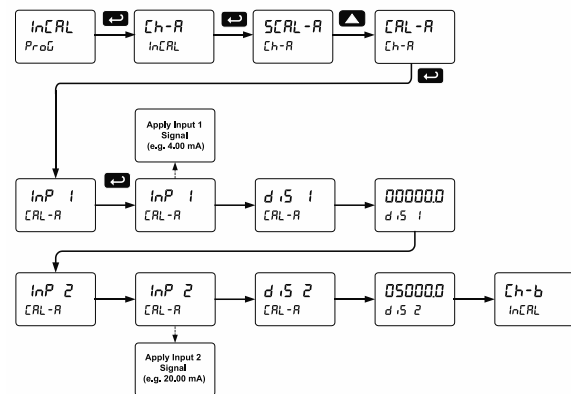 InCAL
ProG
Ch-A
InCAL
SCAL-A
Ch-A
CAL-A
Ch-A
Apply Input 1
Signal
(e.g. 4.00 mA)
InP 1
CAL-A
InP 1
CAL-A
diS 1
CAL-A
00000.0
diS 1
InP 2
CAL-A
InP 2
CAL-A
diS 2
CAL-A
05000.0
diS 2
Ch-b
InCAL
Apply Input 2
Signal
(e.g. 20.00 mA)